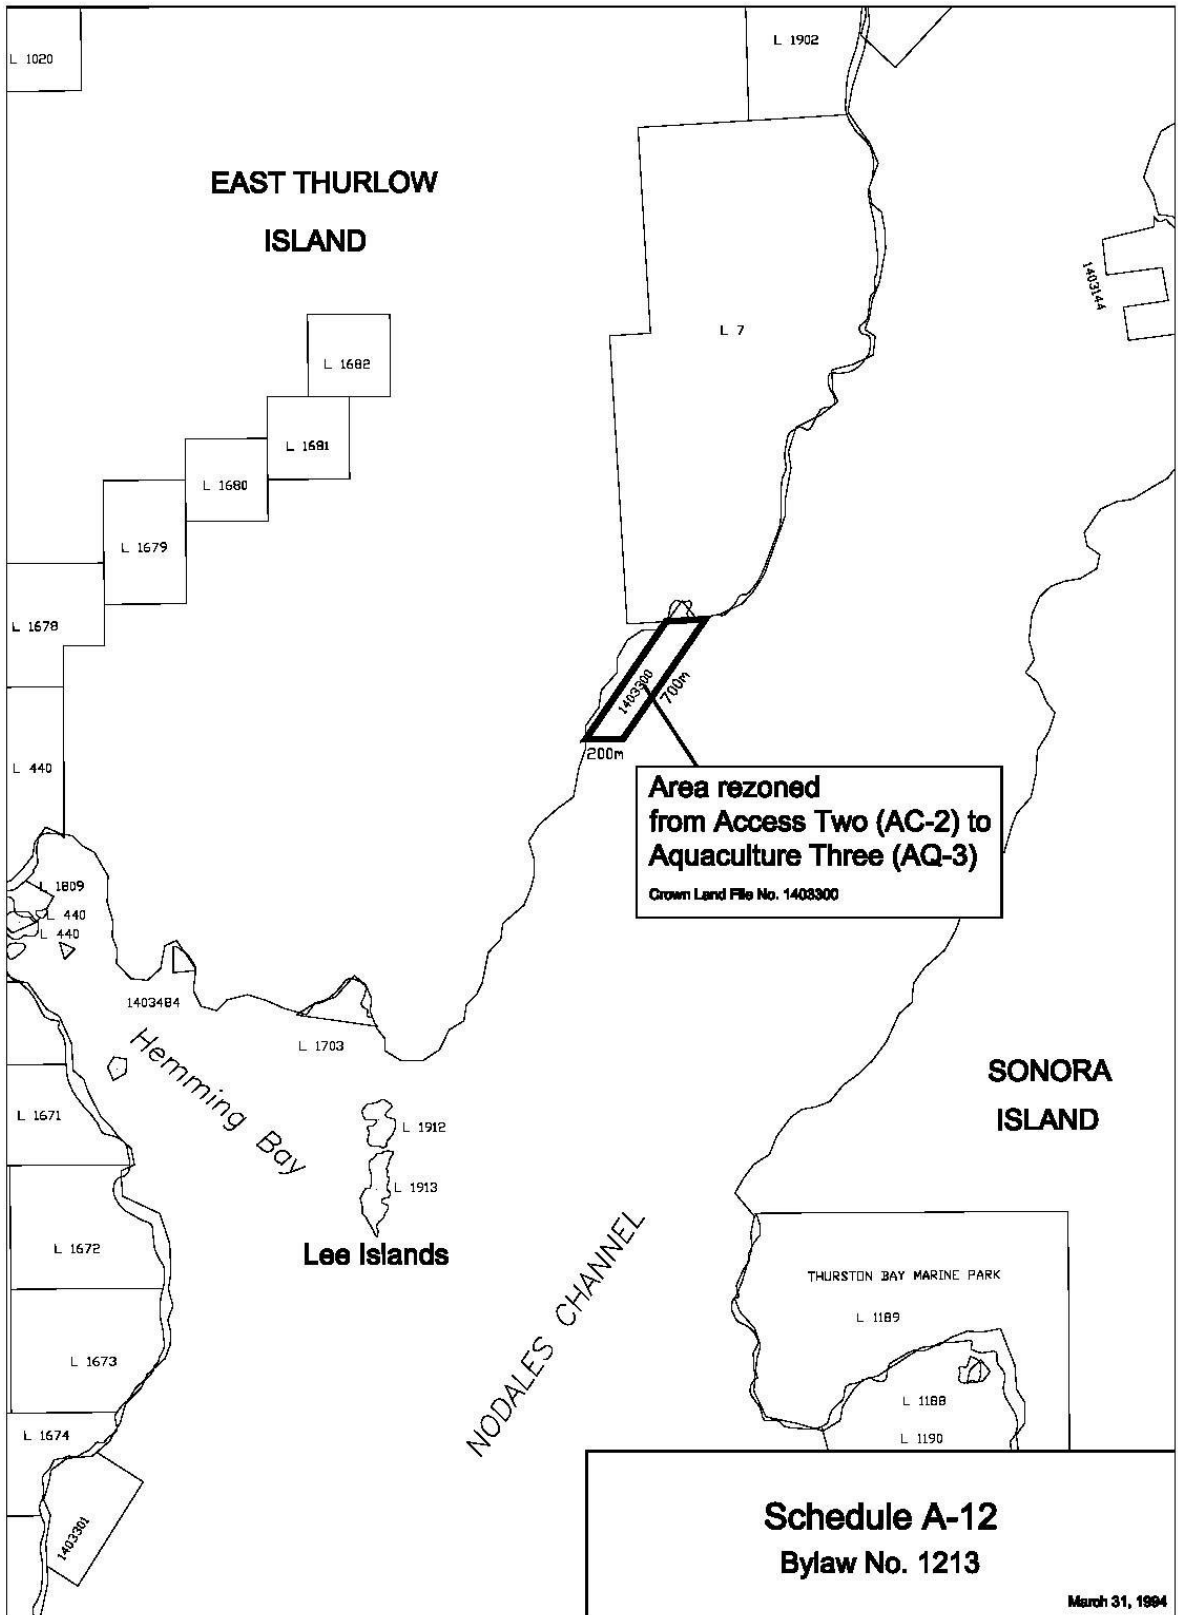 L 1020
L 1902
EAST THURLOW
ISLAND
1403144
L 7
L 1682
L 1681
L 1680
L 1679
L 1678
1403300
700m
200m
L 440
Area rezoned
from Access Two (AC-2) to
Aquaculture Three (AQ-3)
Crown Land File No. 1403300
L 1809
L 440
L 440
1403484
Hemming Bay
L 1703
SONORA
ISLAND
L 1671
L 1912
L 1913
Lee Islands
L 1672
NODALES CHANNEL
THURSTON BAY MARINE PARK
L 1189
L 1673
L 1188
L 1190
L 1674
1403301
Schedule A-12
Bylaw No. 1213
March 31, 1994